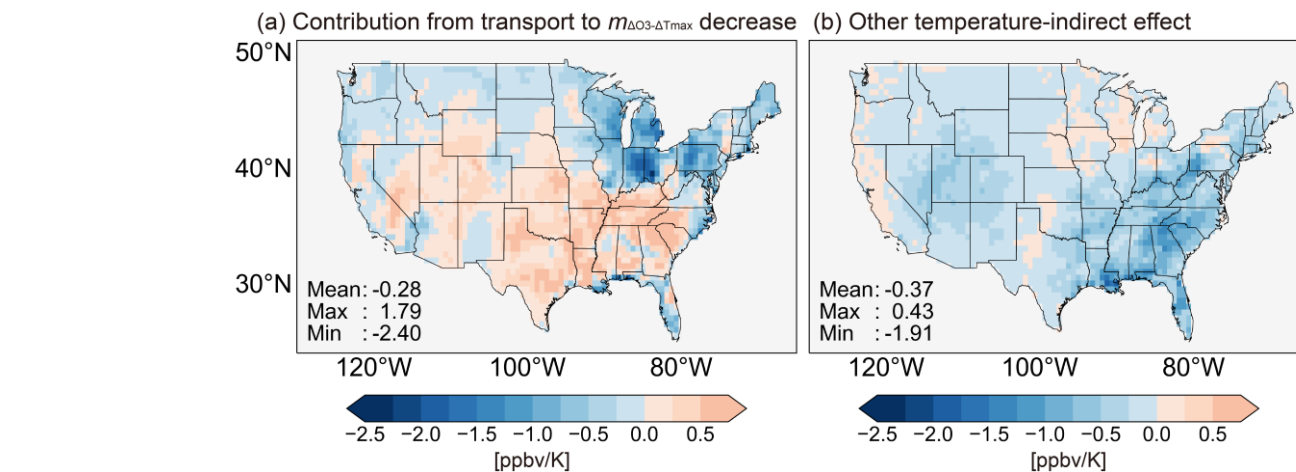 (a) Contribution from transport to mΔO3-ΔTmax decrease
(b) Other temperature-indirect effect
50°N
40°N
30°N
Mean: -0.28
Max : 1.79
Min : -2.40
Mean: -0.37
Max : 0.43
Min : -1.91
120°W 100°W 80°W
120°W 100°W 80°W
−2.5 −2.0 −1.5 −1.0 −0.5 0.0 0.5
[ppbv/K]
−2.5 −2.0 −1.5 −1.0 −0.5 0.0 0.5
[ppbv/K]